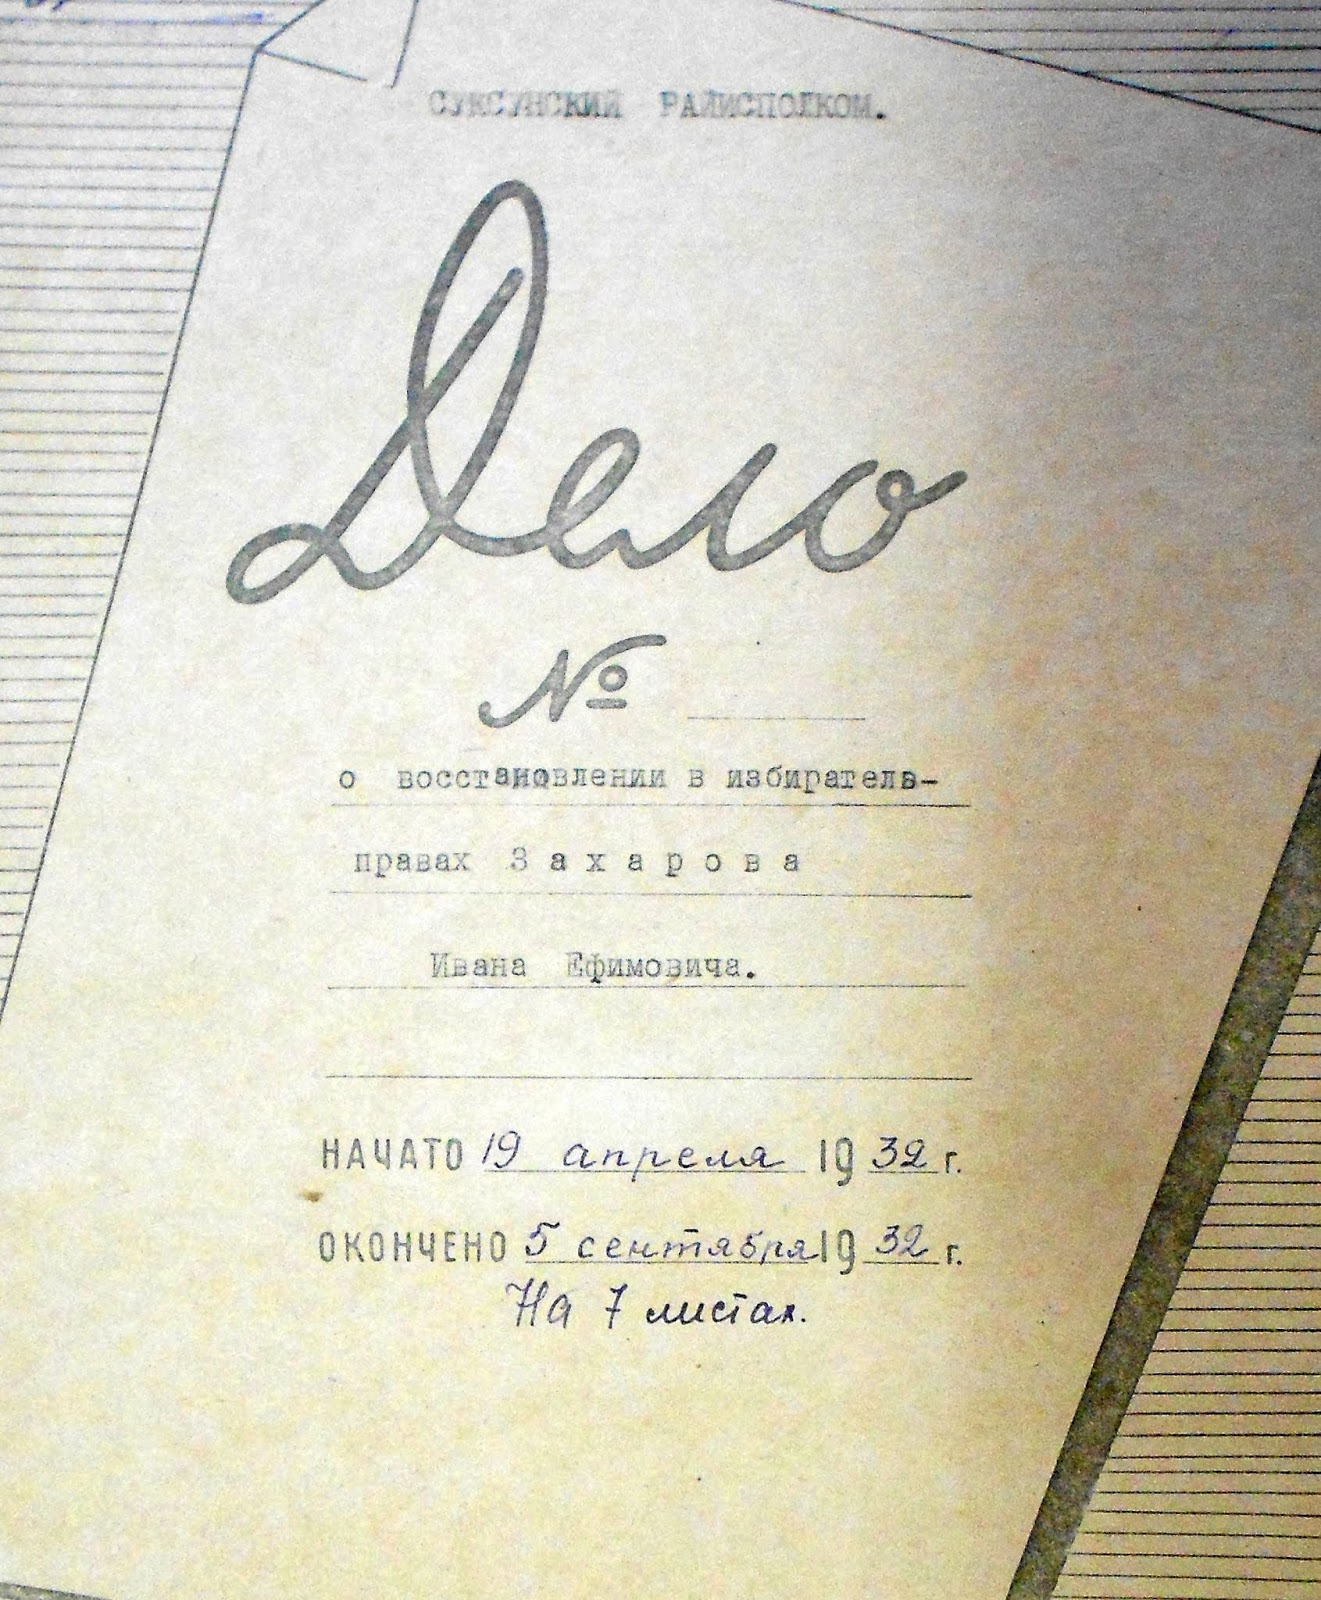 СУКСУНСКИЙ РАЙИСПОЛКОМ.
Дело
№
о восстановлении в избиратель-
правах Захарова
Ивана Ефимовича.
НАЧАТО 19 апреля 1932 г.
ОКОНЧЕНО 5 сентября 1932 г.
На 7 листах.